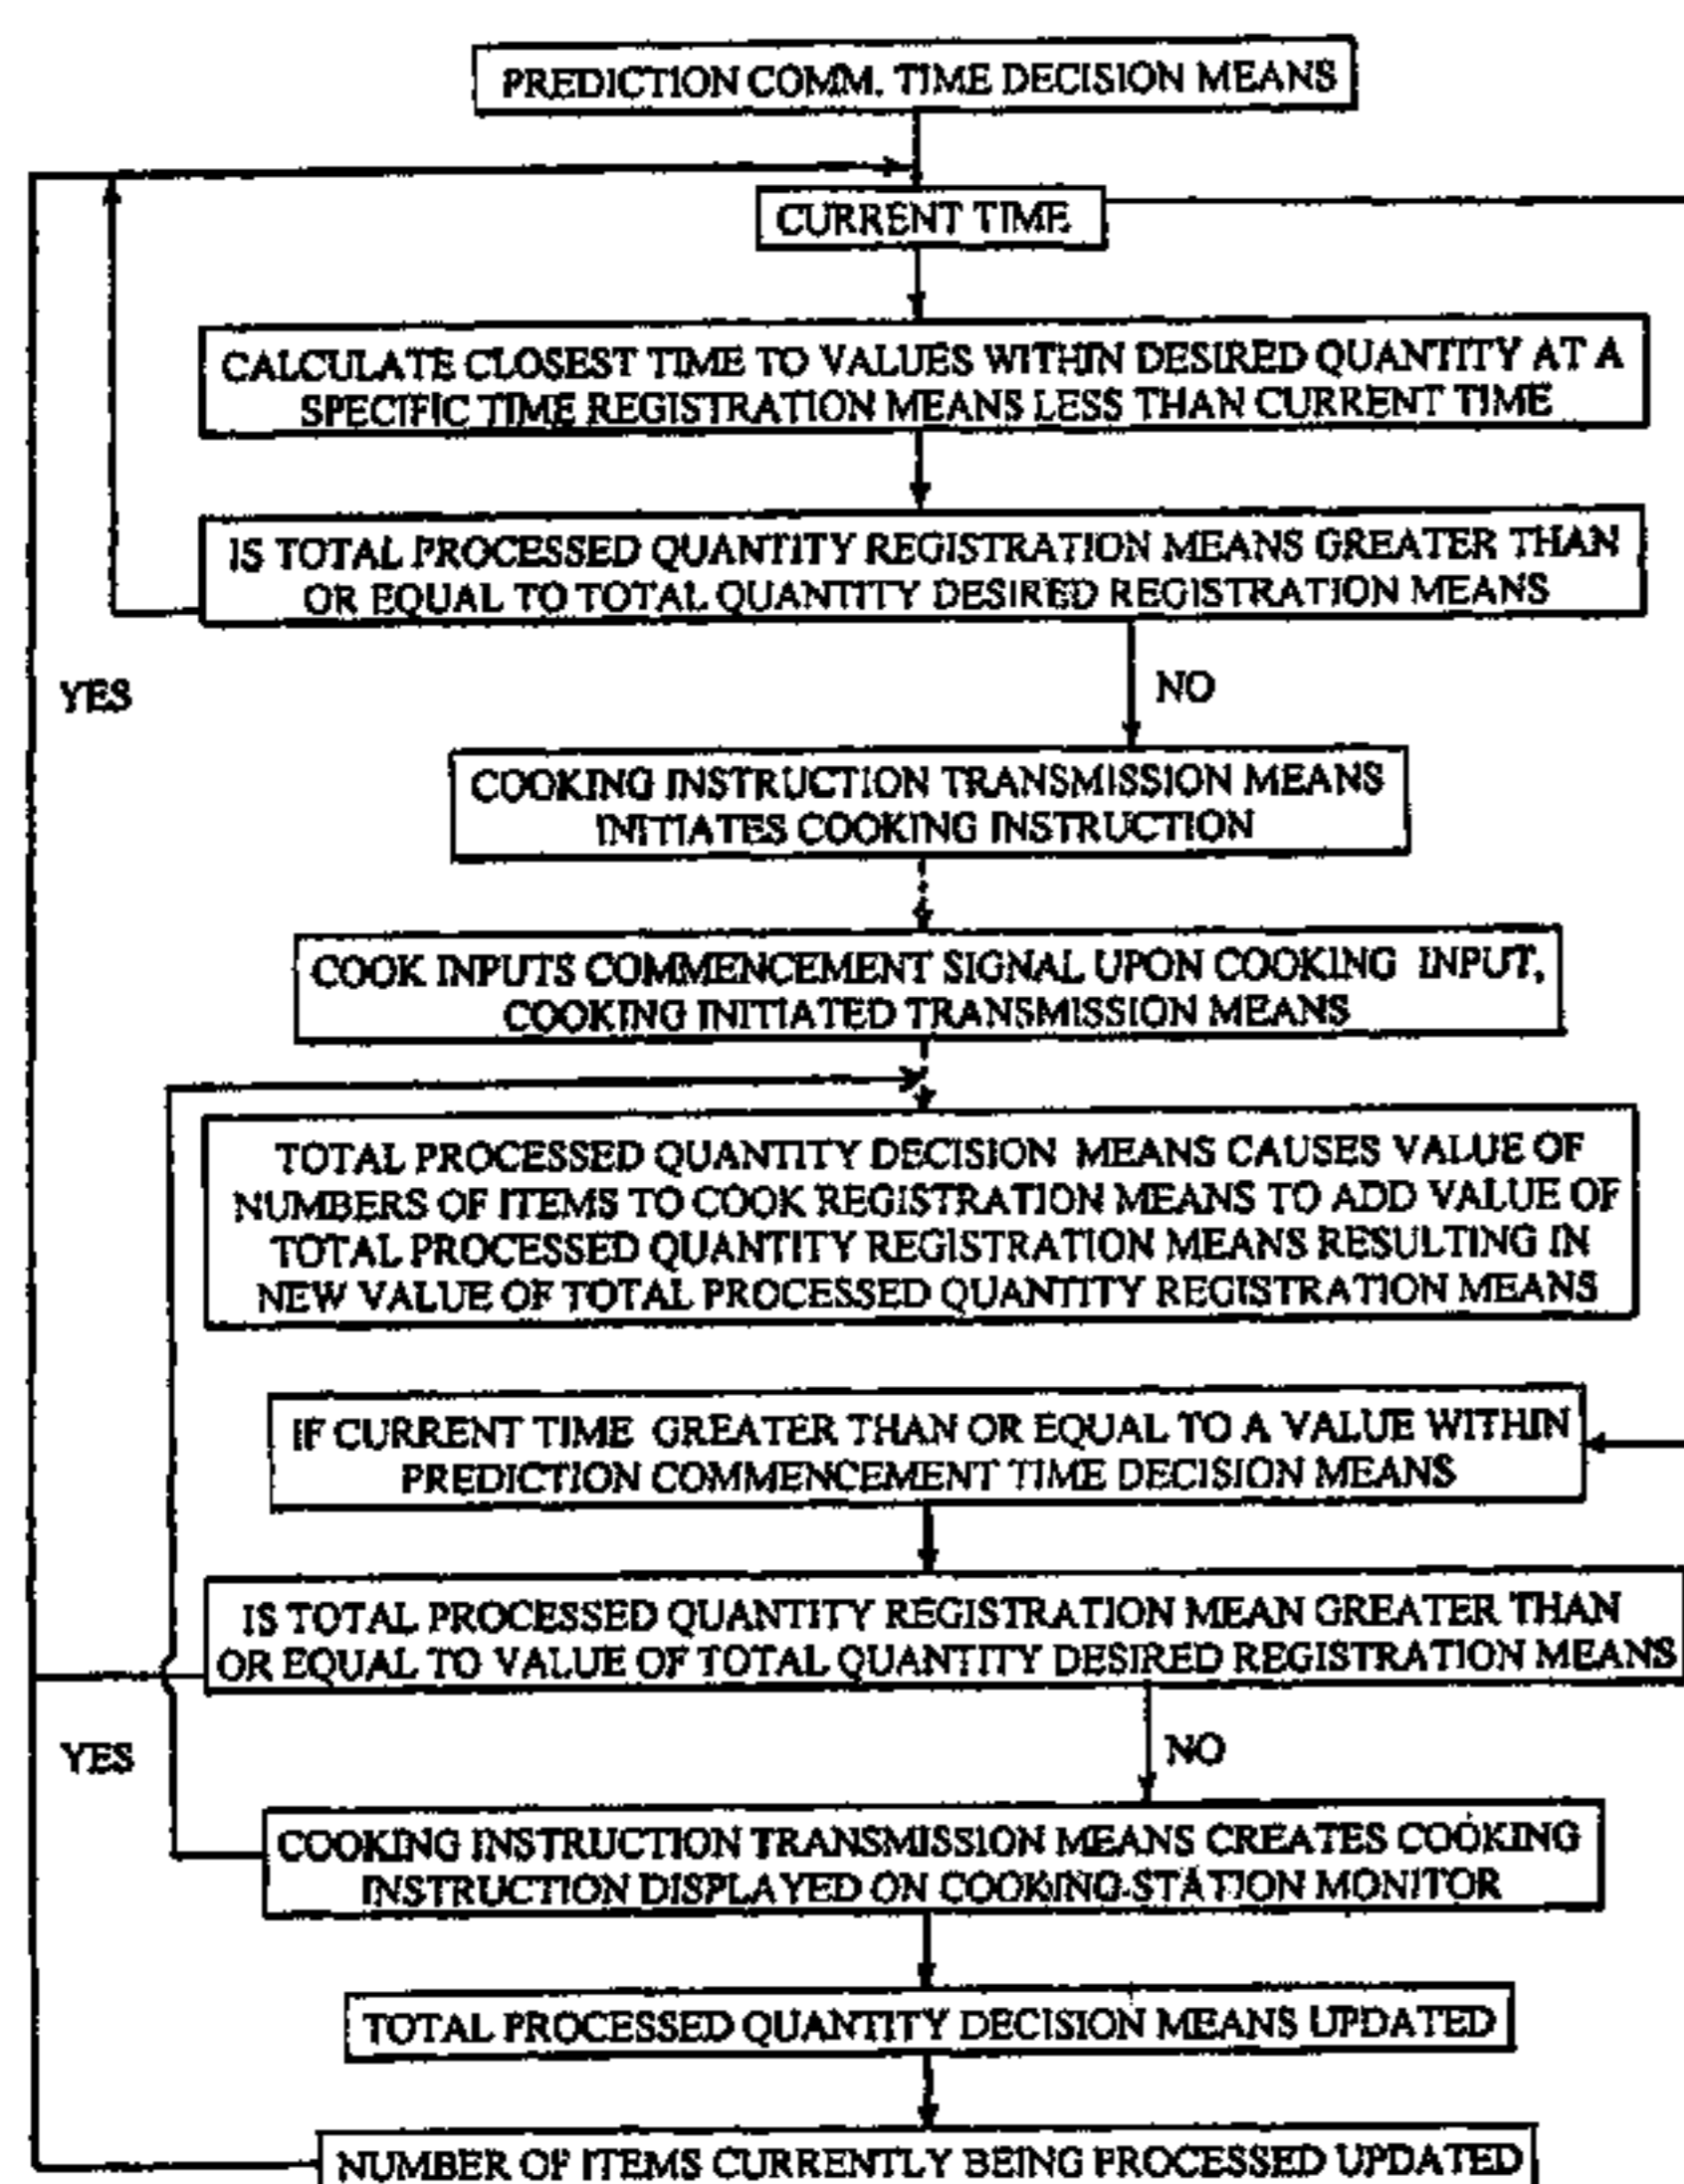 PREDICTION COMM. TIME DECISION MEANS
CURRENT TIME
CALCULATE CLOSEST TIME TO VALUES WITHIN DESIRED QUANTITY AT A
SPECIFIC TIME REGISTRATION MEANS LESS THAN CURRENT TIME
IS TOTAL PROCESSED QUANTITY REGISTRATION MEANS GREATER THAN
OR EQUAL TO TOTAL QUANTITY DESIRED REGISTRATION MEANS
YES
NO
COOKING INSTRUCTION TRANSMISSION MEANS
INITIATES COOKING INSTRUCTION
COOK INPUTS COMMENCEMENT SIGNAL UPON COOKING INPUT,
COOKING INITIATED TRANSMISSION MEANS
TOTAL PROCESSED QUANTITY DECISION MEANS CAUSES VALUE OF
NUMBERS OF ITEMS TO COOK REGISTRATION MEANS TO ADD VALUE OF
TOTAL PROCESSED QUANTITY REGISTRATION MEANS RESULTING IN
NEW VALUE OF TOTAL PROCESSED QUANTITY REGISTRATION MEANS
IF CURRENT TIME GREATER THAN OR EQUAL TO A VALUE WITHIN
PREDICTION COMMENCEMENT TIME DECISION MEANS
IS TOTAL PROCESSED QUANTITY REGISTRATION MEAN GREATER THAN
OR EQUAL TO VALUE OF TOTAL QUANTITY DESIRED REGISTRATION MEANS
YES
NO
COOKING INSTRUCTION TRANSMISSION MEANS CREATES COOKING
INSTRUCTION DISPLAYED ON COOKING-STATION MONITOR
TOTAL PROCESSED QUANTITY DECISION MEANS UPDATED
NUMBER OF ITEMS CURRENTLY BEING PROCESSED UPDATED